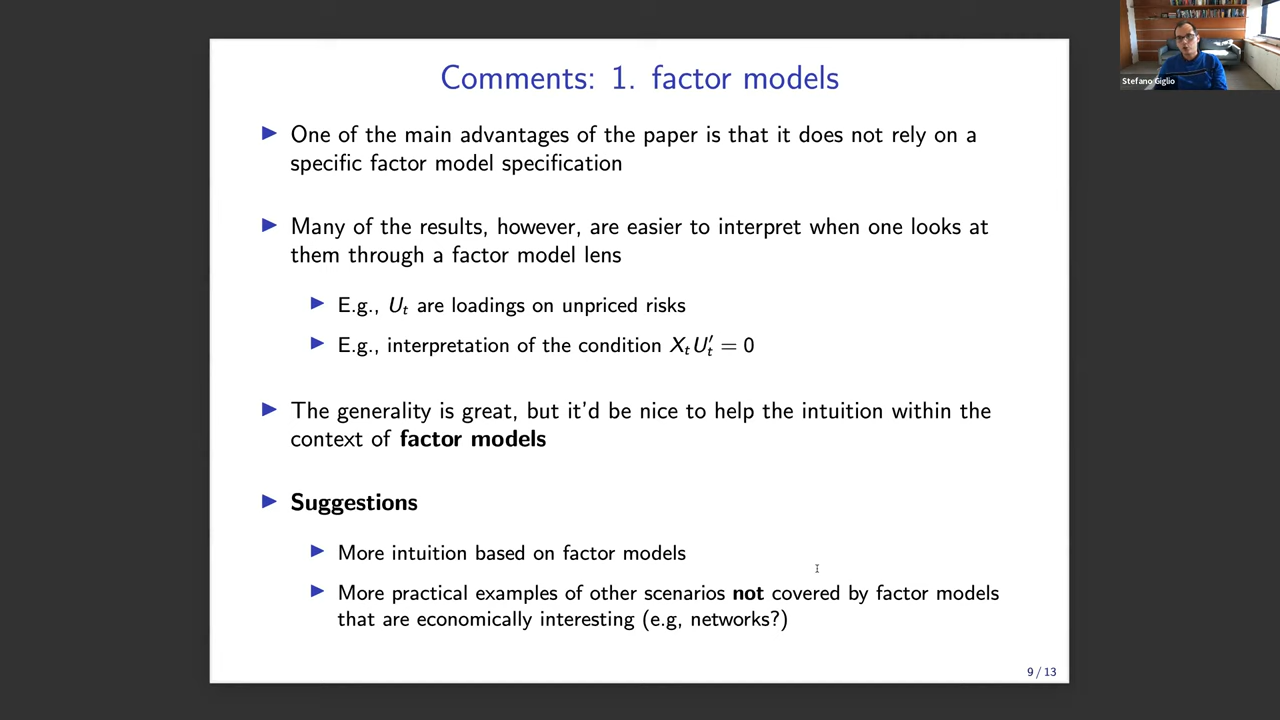 Comments: 1. factor models
Stefano Giglio
▶ One of the main advantages of the paper is that it does not rely on a
specific factor model specification
▶ Many of the results, however, are easier to interpret when one looks at
them through a factor model lens
▶ E.g., Uₜ are loadings on unpriced risks
▶ E.g., interpretation of the condition XₜU′ₜ = 0
▶ The generality is great, but it'd be nice to help the intuition within the
context of factor models
▶ Suggestions
▶ More intuition based on factor models
▶ More practical examples of other scenarios not covered by factor models
that are economically interesting (e.g, networks?)
9 / 13